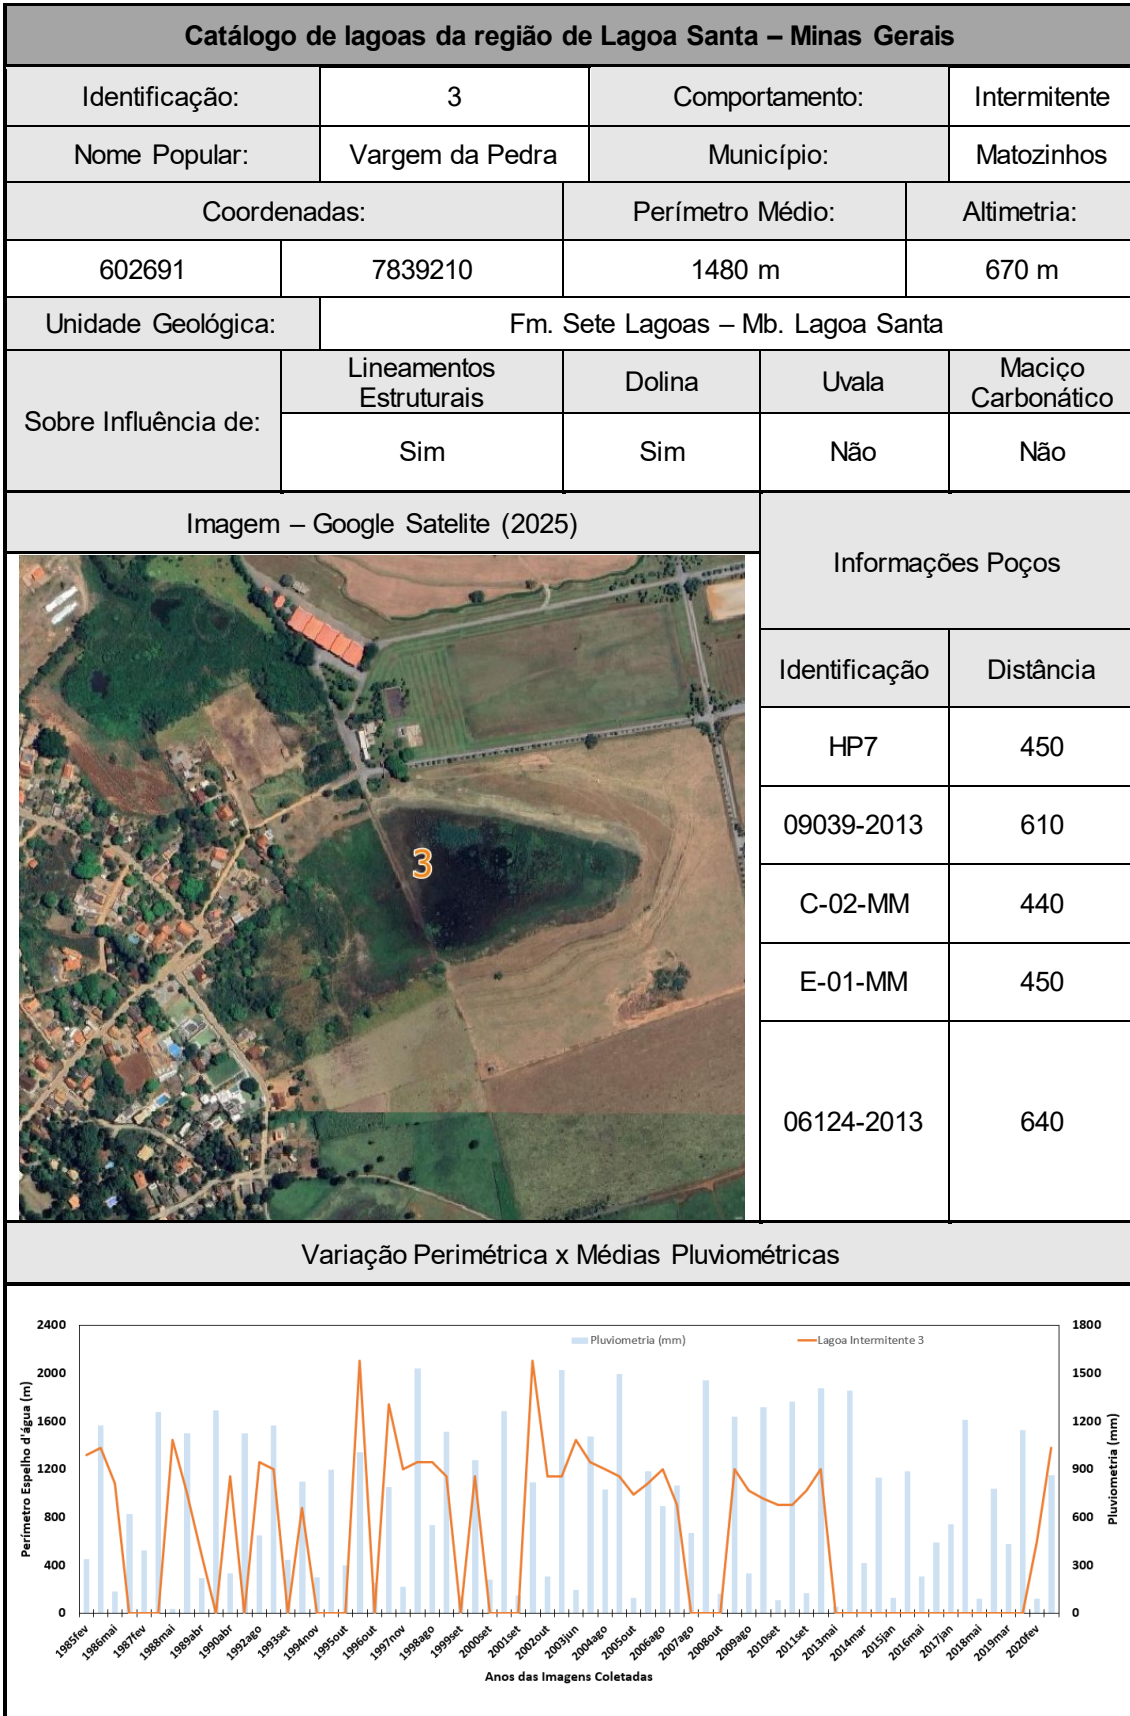 Catálogo de lagoas da região de Lagoa Santa – Minas Gerais
Identificação: 3 Comportamento: Intermitente
Nome Popular: Vargem da Pedra Município: Matozinhos
Coordenadas: Perímetro Médio: Altimetria:
602691 7839210 1480 m 670 m
Unidade Geológica: Fm. Sete Lagoas – Mb. Lagoa Santa
Sobre Influência de:
Lineamentos Estruturais Dolina Uvala Maciço Carbonático
Sim Sim Não Não
Imagem – Google Satelite (2025)
3
Informações Poços
Identificação Distância
HP7 450
09039-2013 610
C-02-MM 440
E-01-MM 450
06124-2013 640
Variação Perimétrica x Médias Pluviométricas
Pluviometria (mm) Lagoa Intermitente 3
Perímetro Espelho d'água (m)
2400
2000
1600
1200
800
400
0
1800
1500
1200
900
600
300
0
Pluviometria (mm)
1985fev 1986mai 1987fev 1988mai 1989abr 1990abr 1992ago 1993set 1994nov 1995out 1996out 1997nov 1998ago 1999set 2000set 2001set 2002out 2003jun 2004ago 2005out 2006ago 2007ago 2008out 2009ago 2010set 2011set 2013mai 2014mar 2015jan 2016mai 2017jan 2018mai 2019mar 2020fev
Anos das Imagens Coletadas